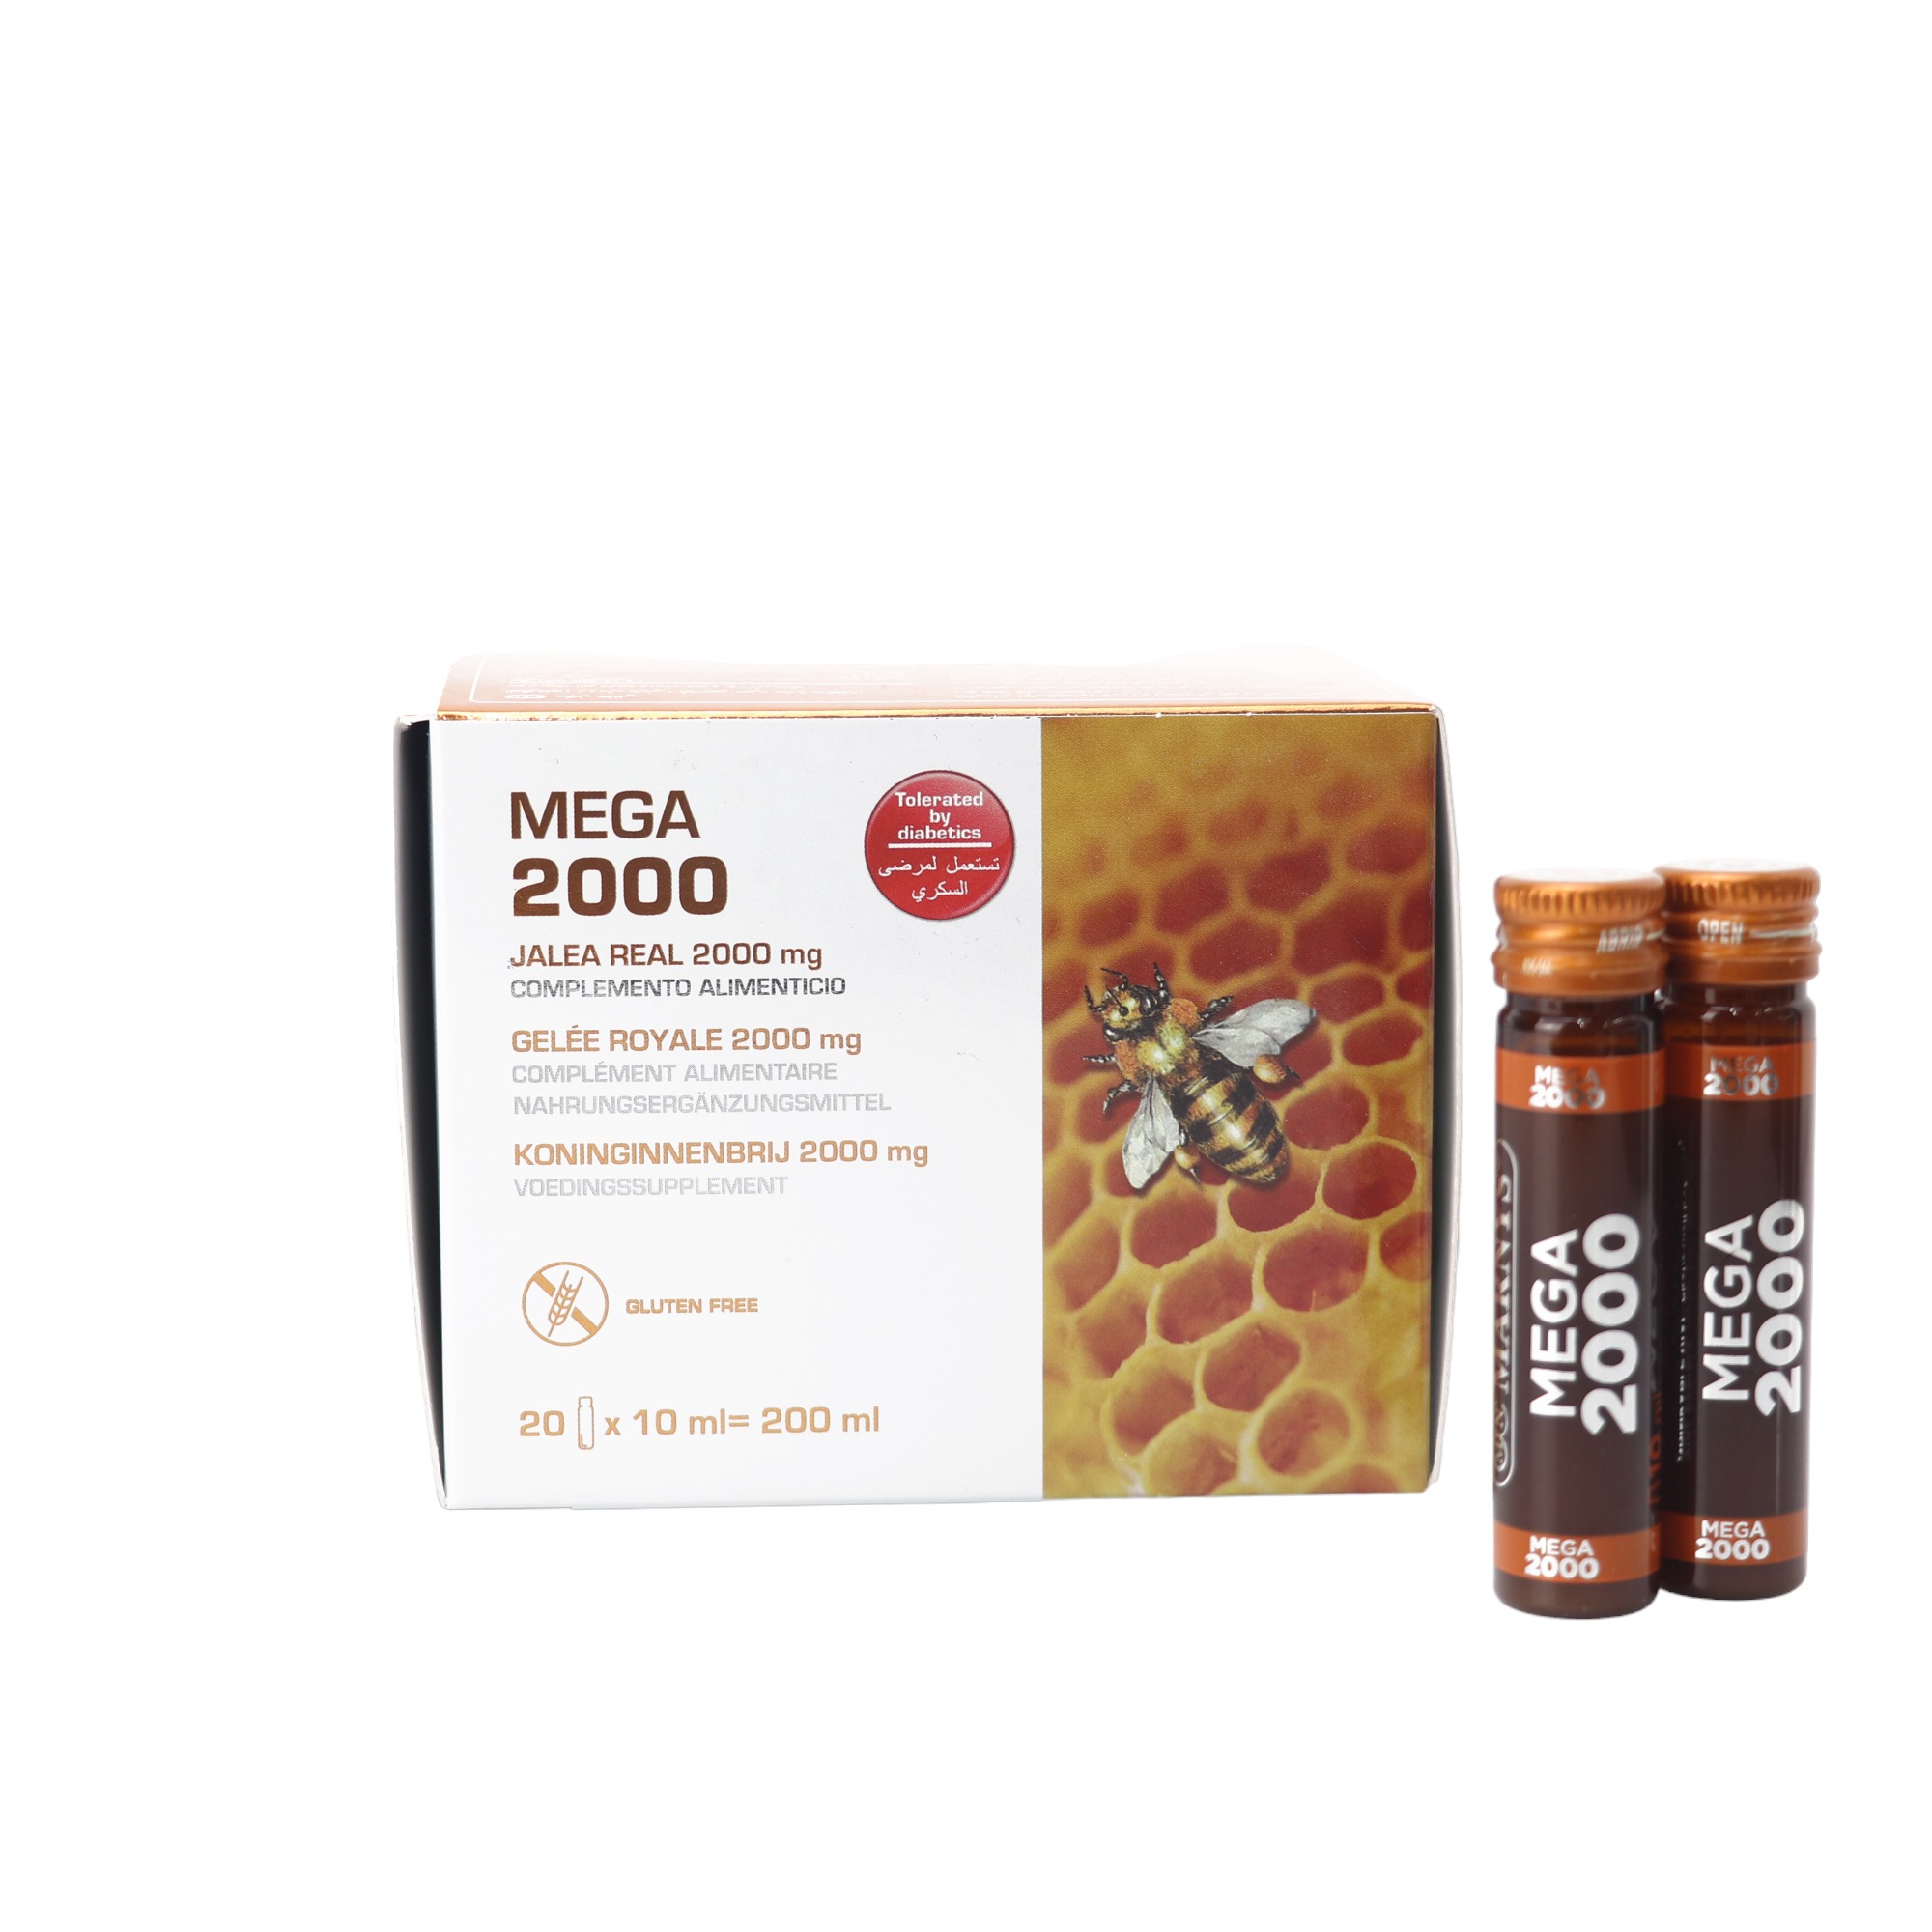 MEGA
2000
JALEA REAL 2000 mg
COMPLEMENTO ALIMENTICIO
GELÉE ROYALE 2000 mg
COMPLÉMENT ALIMENTAIRE
NAHRUNGSERGÄNZUNGSMITTEL
KONINGINNENBRIJ 2000 mg
VOEDINGSSUPPLEMENT
GLUTEN FREE
20 x 10 ml= 200 ml
Tolerated
by
diabetics
تستعمل لمرضى
السكري
ABRIR
MEGA
2000
MARNYS
MEGA
2000
MEGA
2000
OPEN
MEGA
2000
MEGA
2000
MEGA
2000